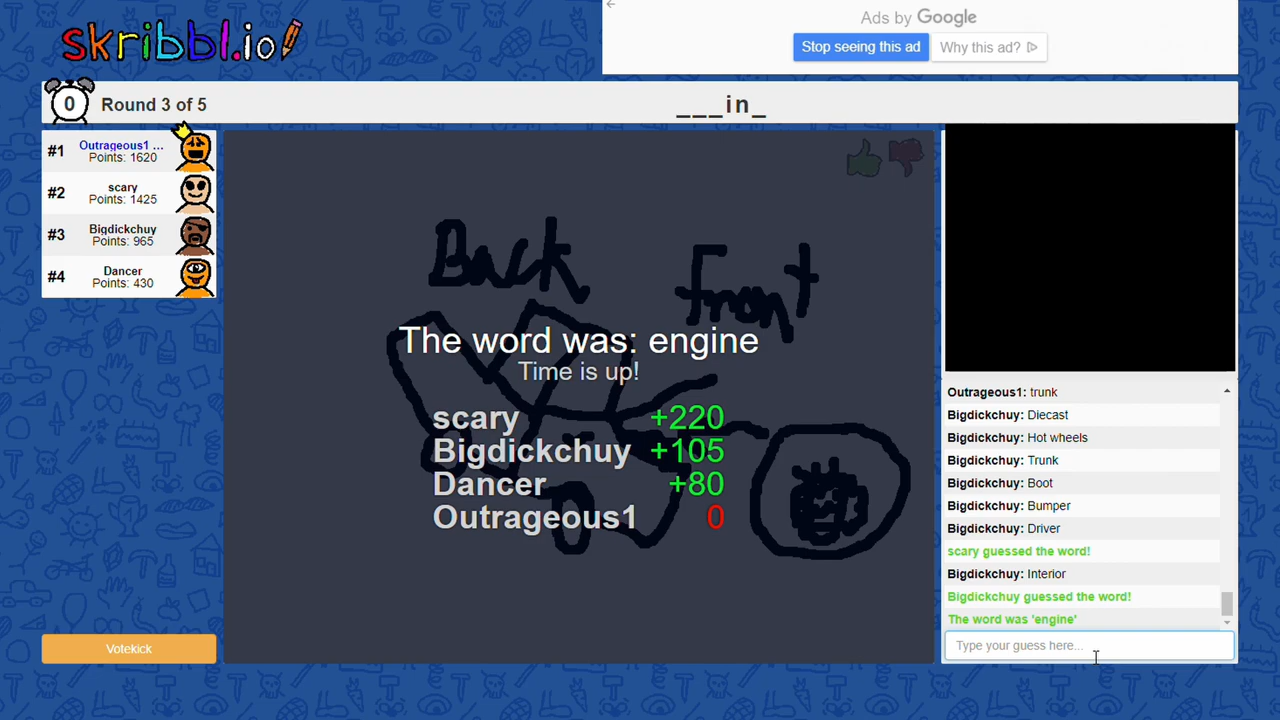 skribbl.io
Ads by Google
Stop seeing this ad
Why this ad?
0
Round 3 of 5
___in_
#1
Outrageous1 ...
Points: 1620
#2
scary
Points: 1425
#3
Bigdickchuy
Points: 965
#4
Dancer
Points: 430
Back
Front
The word was: engine
Time is up!
scary +220
Bigdickchuy +105
Dancer +80
Outrageous1 0
Outrageous1: trunk
Bigdickchuy: Diecast
Bigdickchuy: Hot wheels
Bigdickchuy: Trunk
Bigdickchuy: Boot
Bigdickchuy: Bumper
Bigdickchuy: Driver
scary guessed the word!
Bigdickchuy: Interior
Bigdickchuy guessed the word!
The word was 'engine'
Type your guess here...
Votekick